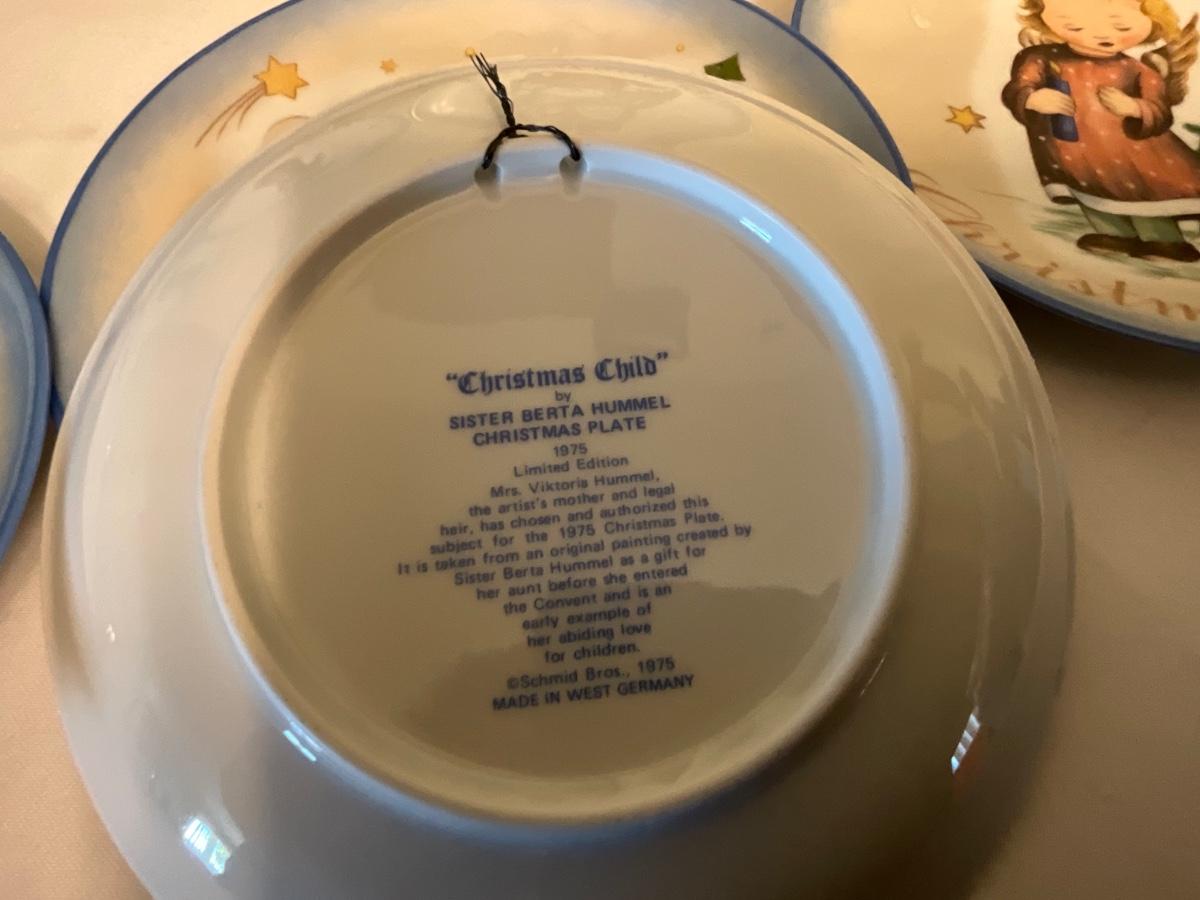 “Christmas Child”
by
SISTER BERTA HUMMEL
CHRISTMAS PLATE
1975
Limited Edition
Mrs. Viktoria Hummel,
the artist's mother and legal
heir, has chosen and authorized this
subject for the 1975 Christmas Plate.
It is taken from an original painting created by
Sister Berta Hummel as a gift for
her aunt before she entered
the Convent and is an
early example of
her abiding love
for children.
©Schmid Bros., 1975
MADE IN WEST GERMANY